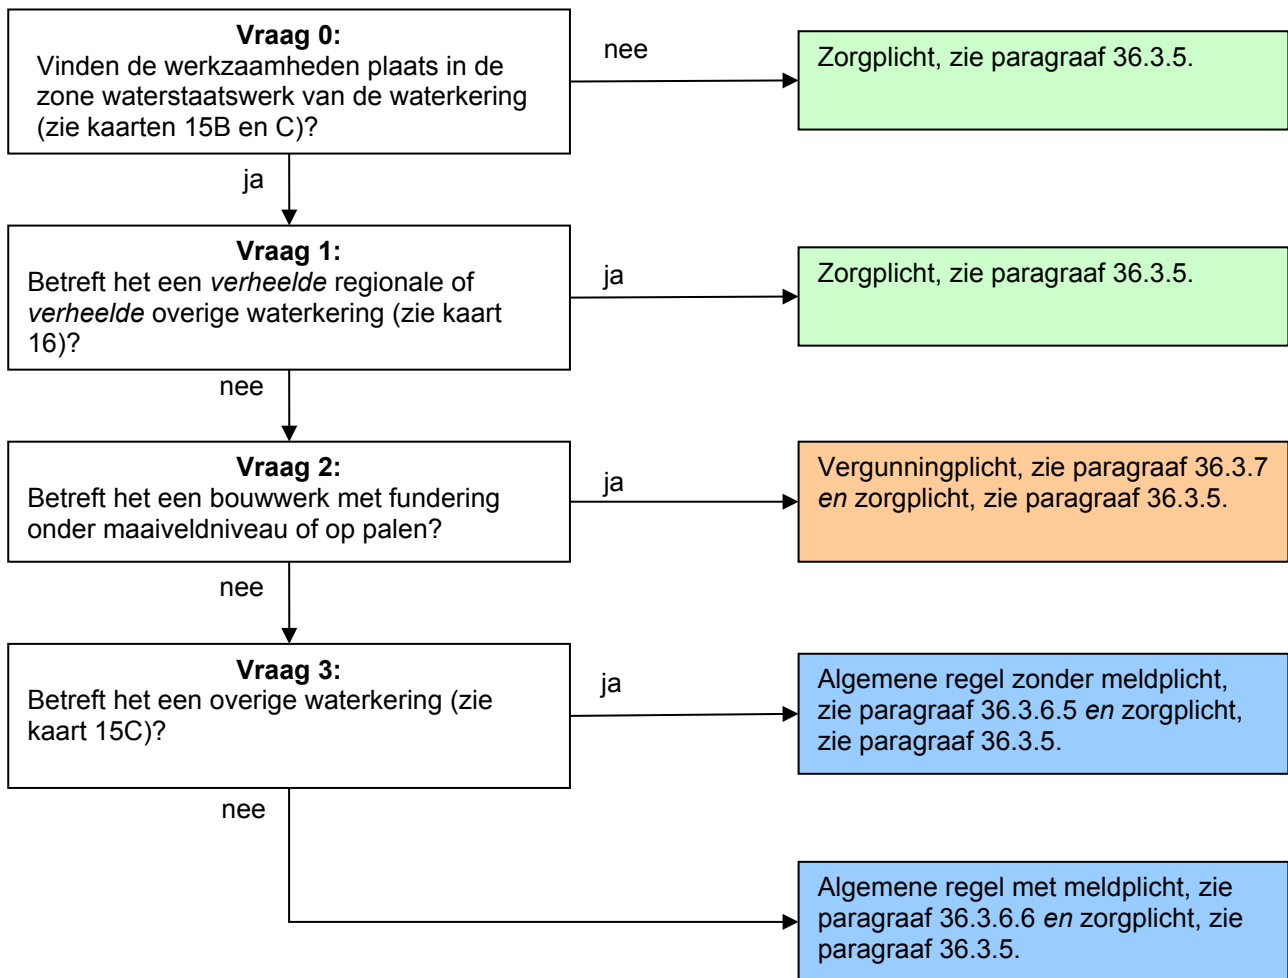 Vraag 0:
Vinden de werkzaamheden plaats in de
zone waterstaatswerk van de waterkering
(zie kaarten 15B en C)?
nee
Zorgplicht, zie paragraaf 36.3.5.
ja
Vraag 1:
Betreft het een verheelde regionale of
verheelde overige waterkering (zie kaart
16)?
ja
Zorgplicht, zie paragraaf 36.3.5.
nee
Vraag 2:
Betreft het een bouwwerk met fundering
onder maaiveldniveau of op palen?
ja
Vergunningplicht, zie paragraaf 36.3.7
en zorgplicht, zie paragraaf 36.3.5.
nee
Vraag 3:
Betreft het een overige waterkering (zie
kaart 15C)?
ja
Algemene regel zonder meldplicht,
zie paragraaf 36.3.6.5 en zorgplicht,
zie paragraaf 36.3.5.
nee
Algemene regel met meldplicht, zie
paragraaf 36.3.6.6 en zorgplicht, zie
paragraaf 36.3.5.